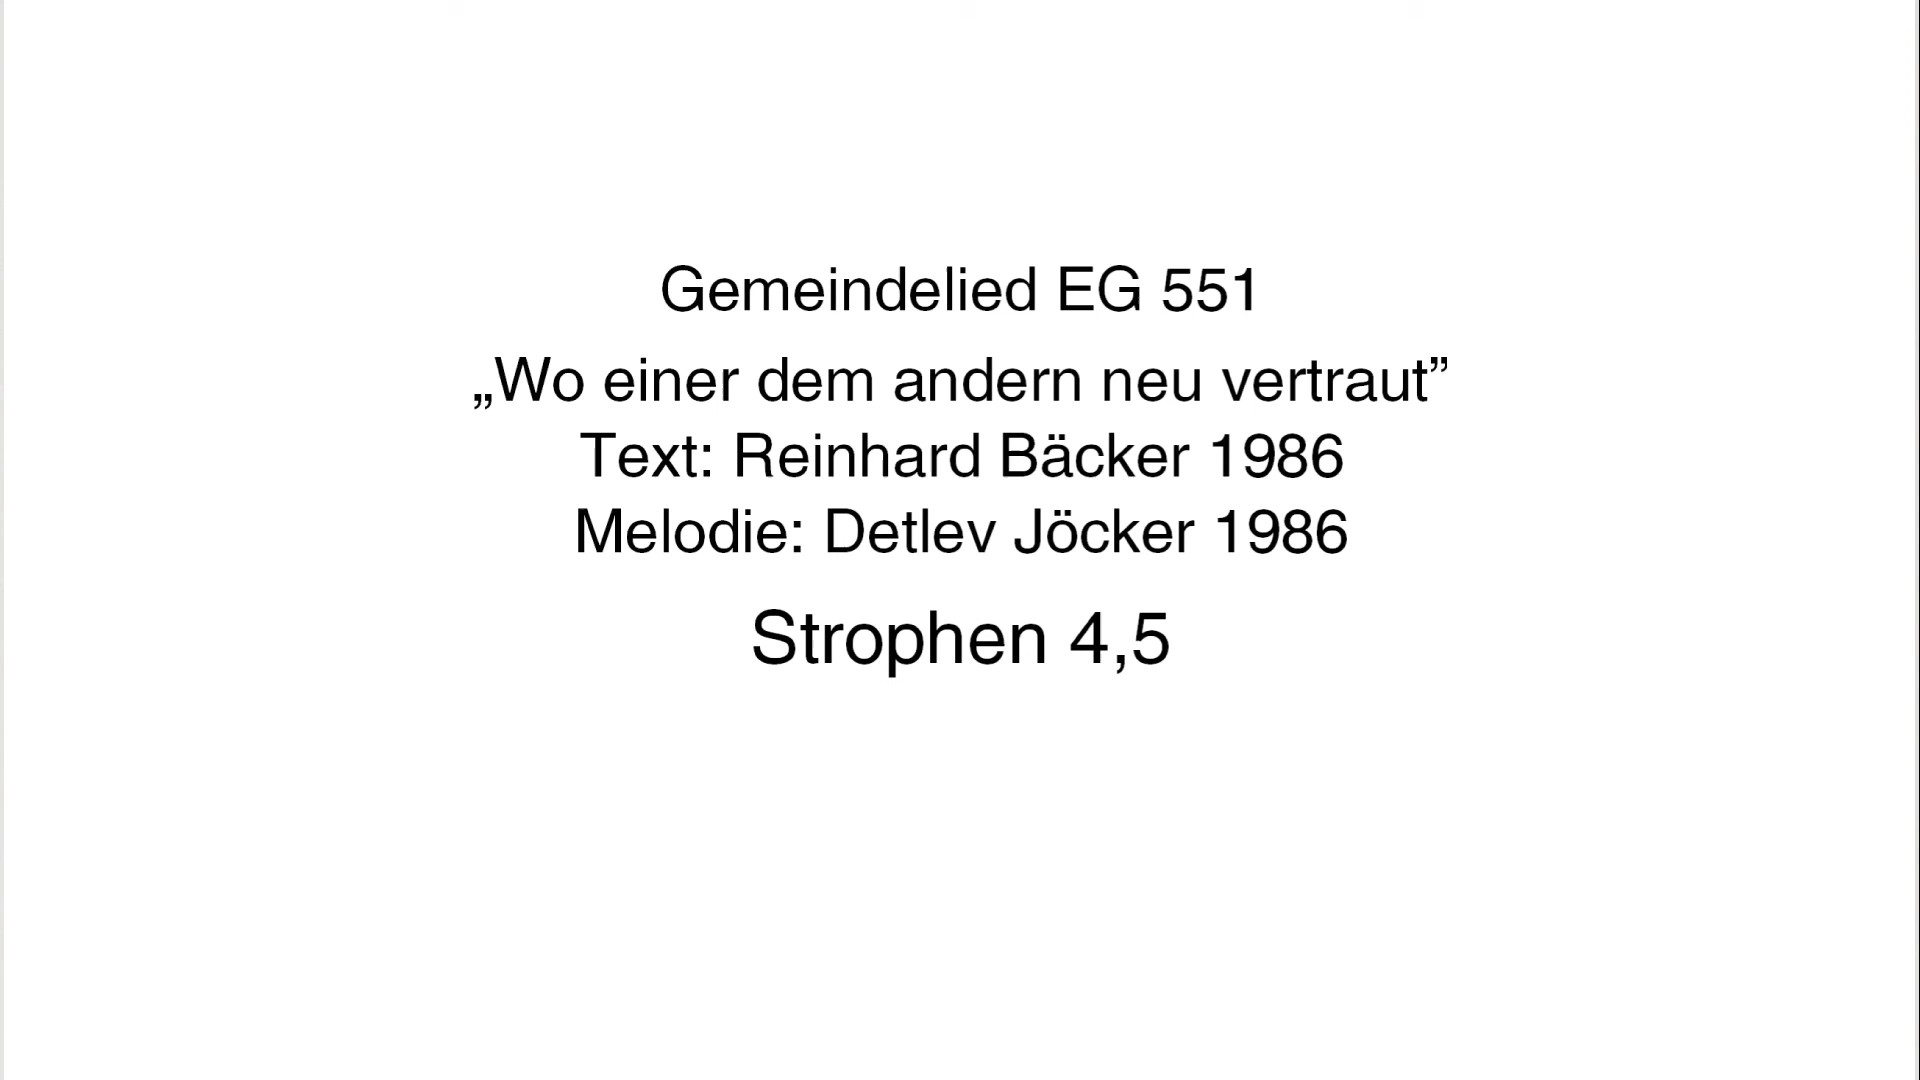 Gemeindelied EG 551
„Wo einer dem andern neu vertraut”
Text: Reinhard Bäcker 1986
Melodie: Detlev Jöcker 1986
Strophen 4,5